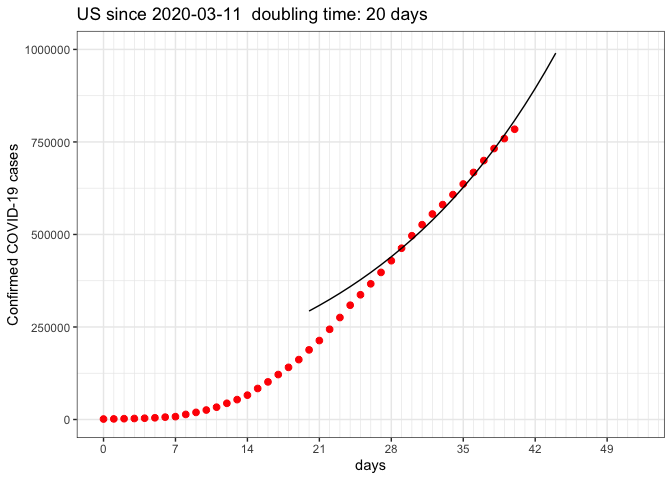 US since 2020-03-11  doubling time: 20 days
Confirmed COVID-19 cases
1000000
750000
500000
250000
0
0 7 14 21 28 35 42 49
days